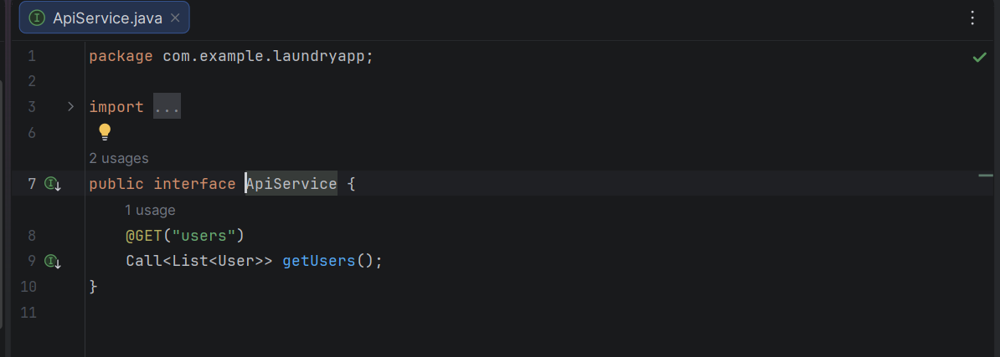 ApiService.java
1 package com.example.laundryapp;
2
3 import ...
6
2 usages
7 public interface ApiService {
1 usage
8 @GET("users")
9 Call<List<User>> getUsers();
10 }
11